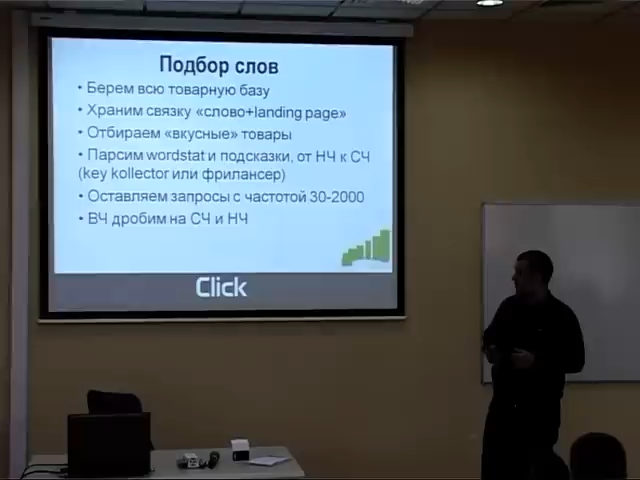 Подбор слов
• Берем всю товарную базу
• Храним связку «слово+landing page»
• Отбираем «вкусные» товары
• Парсим wordstat и подсказки, от НЧ к СЧ
(key kollector или фрилансер)
• Оставляем запросы с частотой 30-2000
• ВЧ дробим на СЧ и НЧ
Click